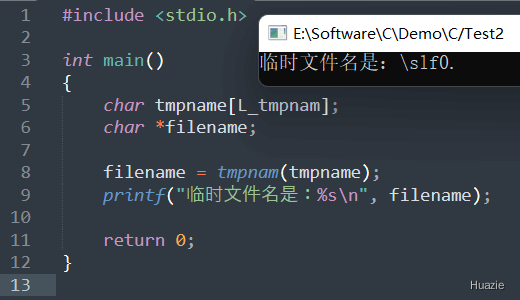 1 #include <stdio.h>
2
3 int main()
4 {
5 char tmpname[L_tmpnam];
6 char *filename;
7
8 filename = tmpnam(tmpname);
9 printf("临时文件名是：%s\n", filename);
10
11 return 0;
12 }
13
E:\Software\C\Demo\C/Test2
临时文件名是：\slf0.
Huazie